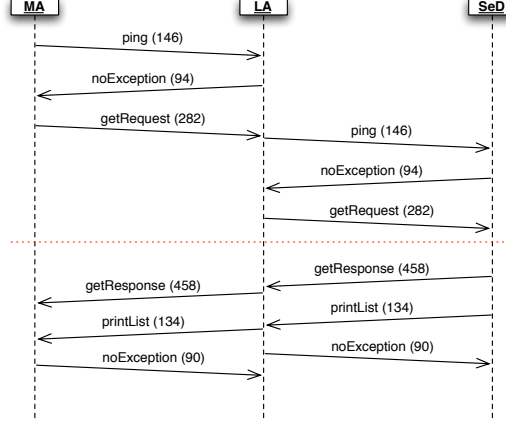 MA
LA
SeD
ping (146)
noException (94)
getRequest (282)
ping (146)
noException (94)
getRequest (282)
getResponse (458)
getResponse (458)
printList (134)
printList (134)
noException (90)
noException (90)